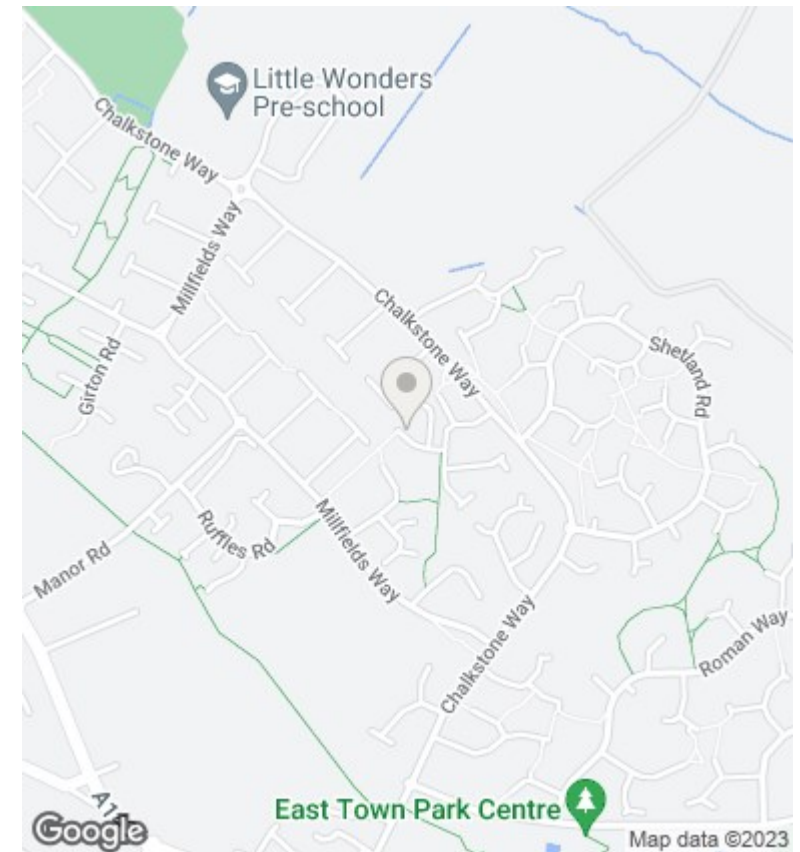 Little Wonders
Pre-school
Chalkstone Way
Millfields Way
Chalkstone Way
Shetland Rd
Girton Rd
Millfields Way
Ruffles Rd
Manor Rd
Chalkstone Way
Roman Way
East Town Park Centre
Google
Map data ©2023